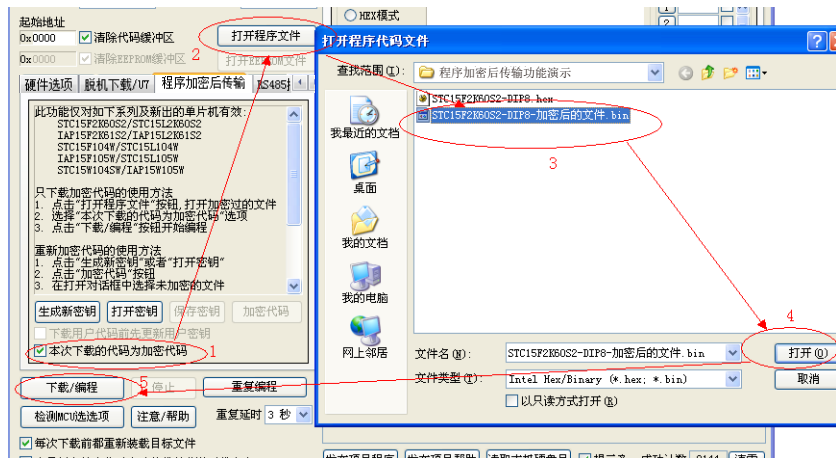 起始地址
0x0000 清除代码缓冲区 打开程序文件
0x0000 清除EEPROM缓冲区 2 打开EEPROM文件
HEX模式
硬件选项 脱机下载/U7 程序加密后传输 RS485
此功能仅对如下系列及新出的单片机有效:
STC15F2K60S2/STC15L2K60S2
IAP15F2K61S2/IAP15L2K61S2
STC15F104W/STC15L104W
IAP15F105W/STC15L105W
STC15W104SW/IAP15W105W
只下载加密代码的使用方法
1. 点击“打开程序文件”按钮,打开加密过的文件
2. 选择“本次下载的代码为加密代码”选项
3. 点击“下载/编程”按钮开始编程
重新加密代码的使用方法
1. 点击“生成新密钥”或者“打开密钥”
2. 点击“加密代码”按钮
3. 在打开对话框中选择未加密的文件
生成新密钥 打开密钥 保存密钥 加密代码
下载用户代码前先更新用户密钥
本次下载的代码为加密代码 1
下载/编程 5 停止 重复编程
检测MCU选选项 注意/帮助 重复延时 3 秒
每次下载前都重新装载目标文件
打开程序代码文件
查找范围(I): 程序加密后传输功能演示
我最近的文档
桌面
我的文档
我的电脑
网上邻居
STC15F2K60S2-DIP8.hex
STC15F2K60S2-DIP8-加密后的文件.bin
3
4
文件名(N): STC15F2K60S2-DIP8-加密后的文件.bin 打开(O)
文件类型(T): Intel Hex/Binary (*.hex; *.bin) 取消
以只读方式打开(R)